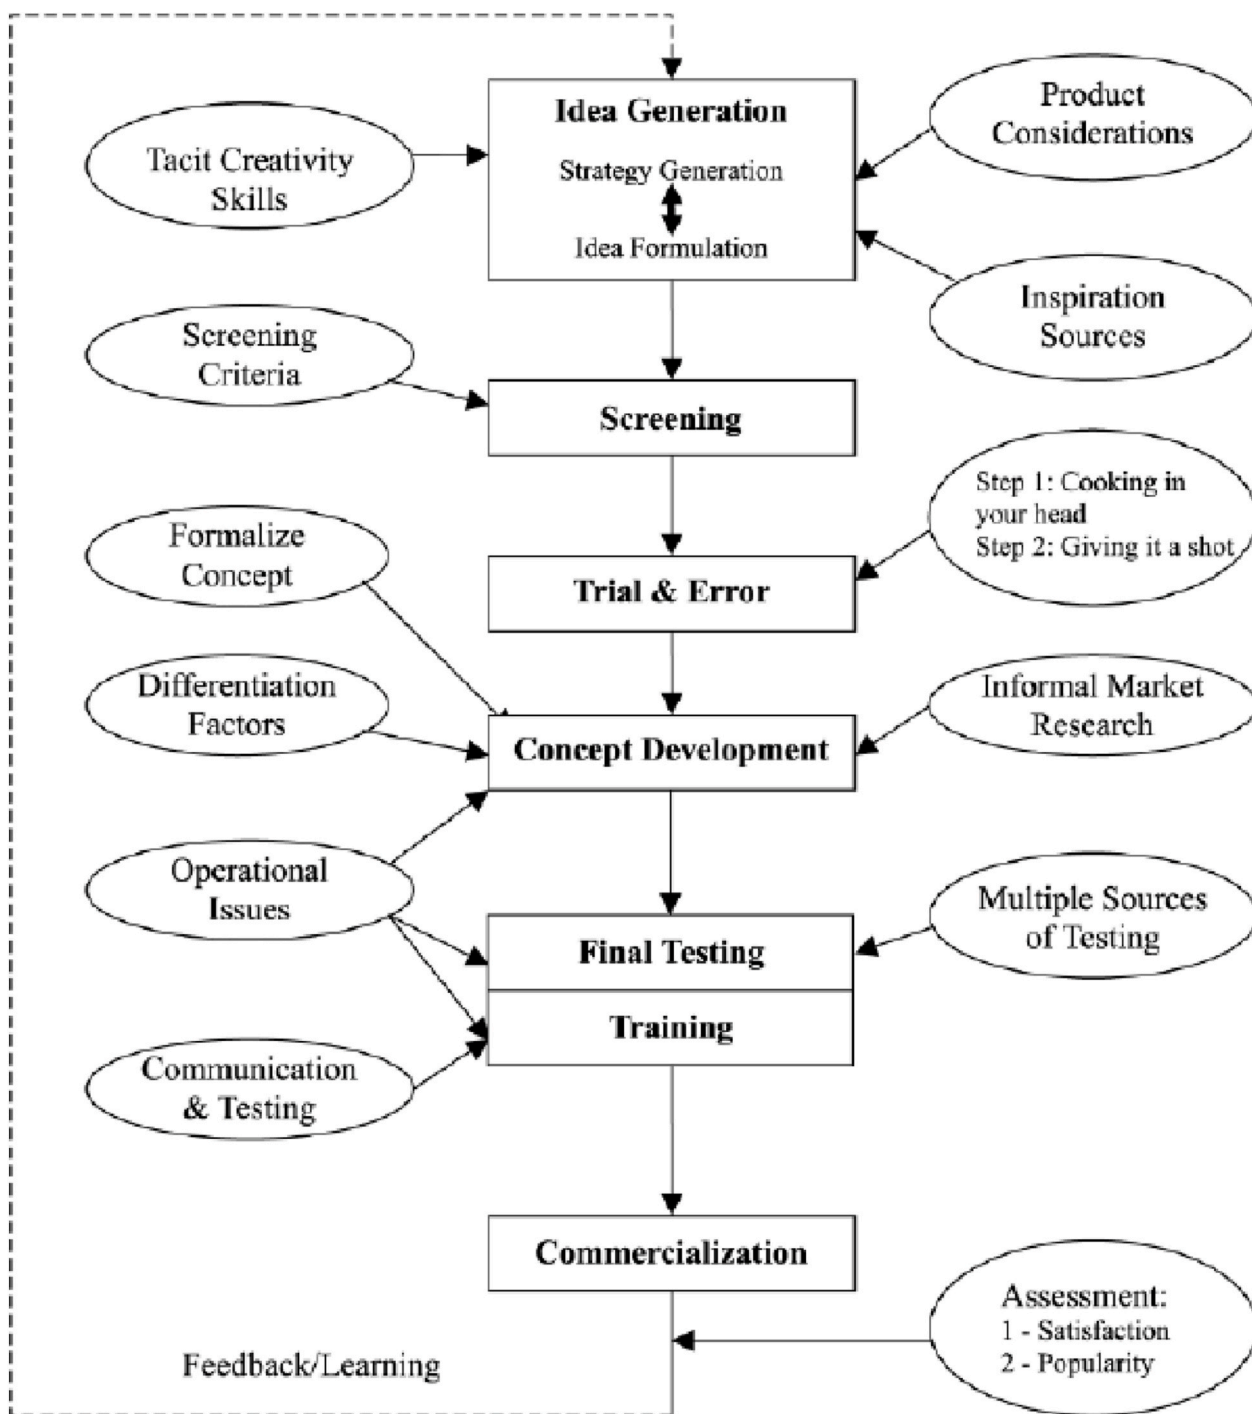 Idea Generation
Strategy Generation
Idea Formulation
Tacit Creativity
Skills
Product
Considerations
Inspiration
Sources
Screening
Criteria
Screening
Step 1: Cooking in
your head
Step 2: Giving it a shot
Formalize
Concept
Trial & Error
Differentiation
Factors
Informal Market
Research
Concept Development
Operational
Issues
Multiple Sources
of Testing
Final Testing
Training
Communication
& Testing
Commercialization
Assessment:
1 - Satisfaction
2 - Popularity
Feedback/Learning